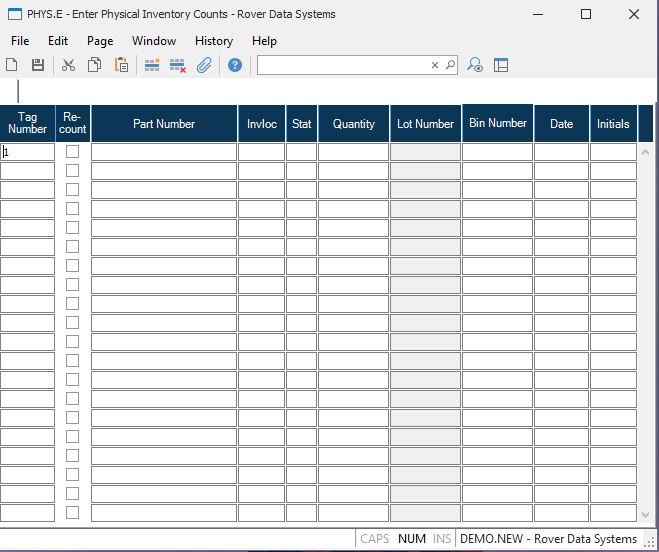 PHYS.E - Enter Physical Inventory Counts - Rover Data Systems
File Edit Page Window History Help
Tag Number Re-count Part Number Invloc Stat Quantity Lot Number Bin Number Date Initials
1
CAPS NUM INS DEMO.NEW - Rover Data Systems